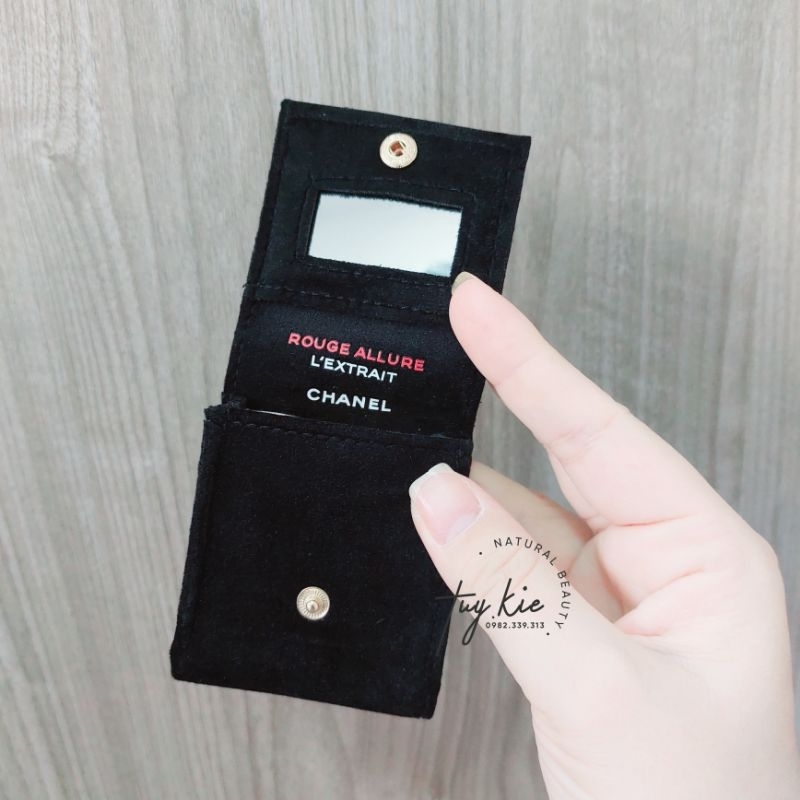 ROUGE ALLURE
L'EXTRAIT
CHANEL
· NATURAL BEAUTY ·
tuy.kie
0982.339.313